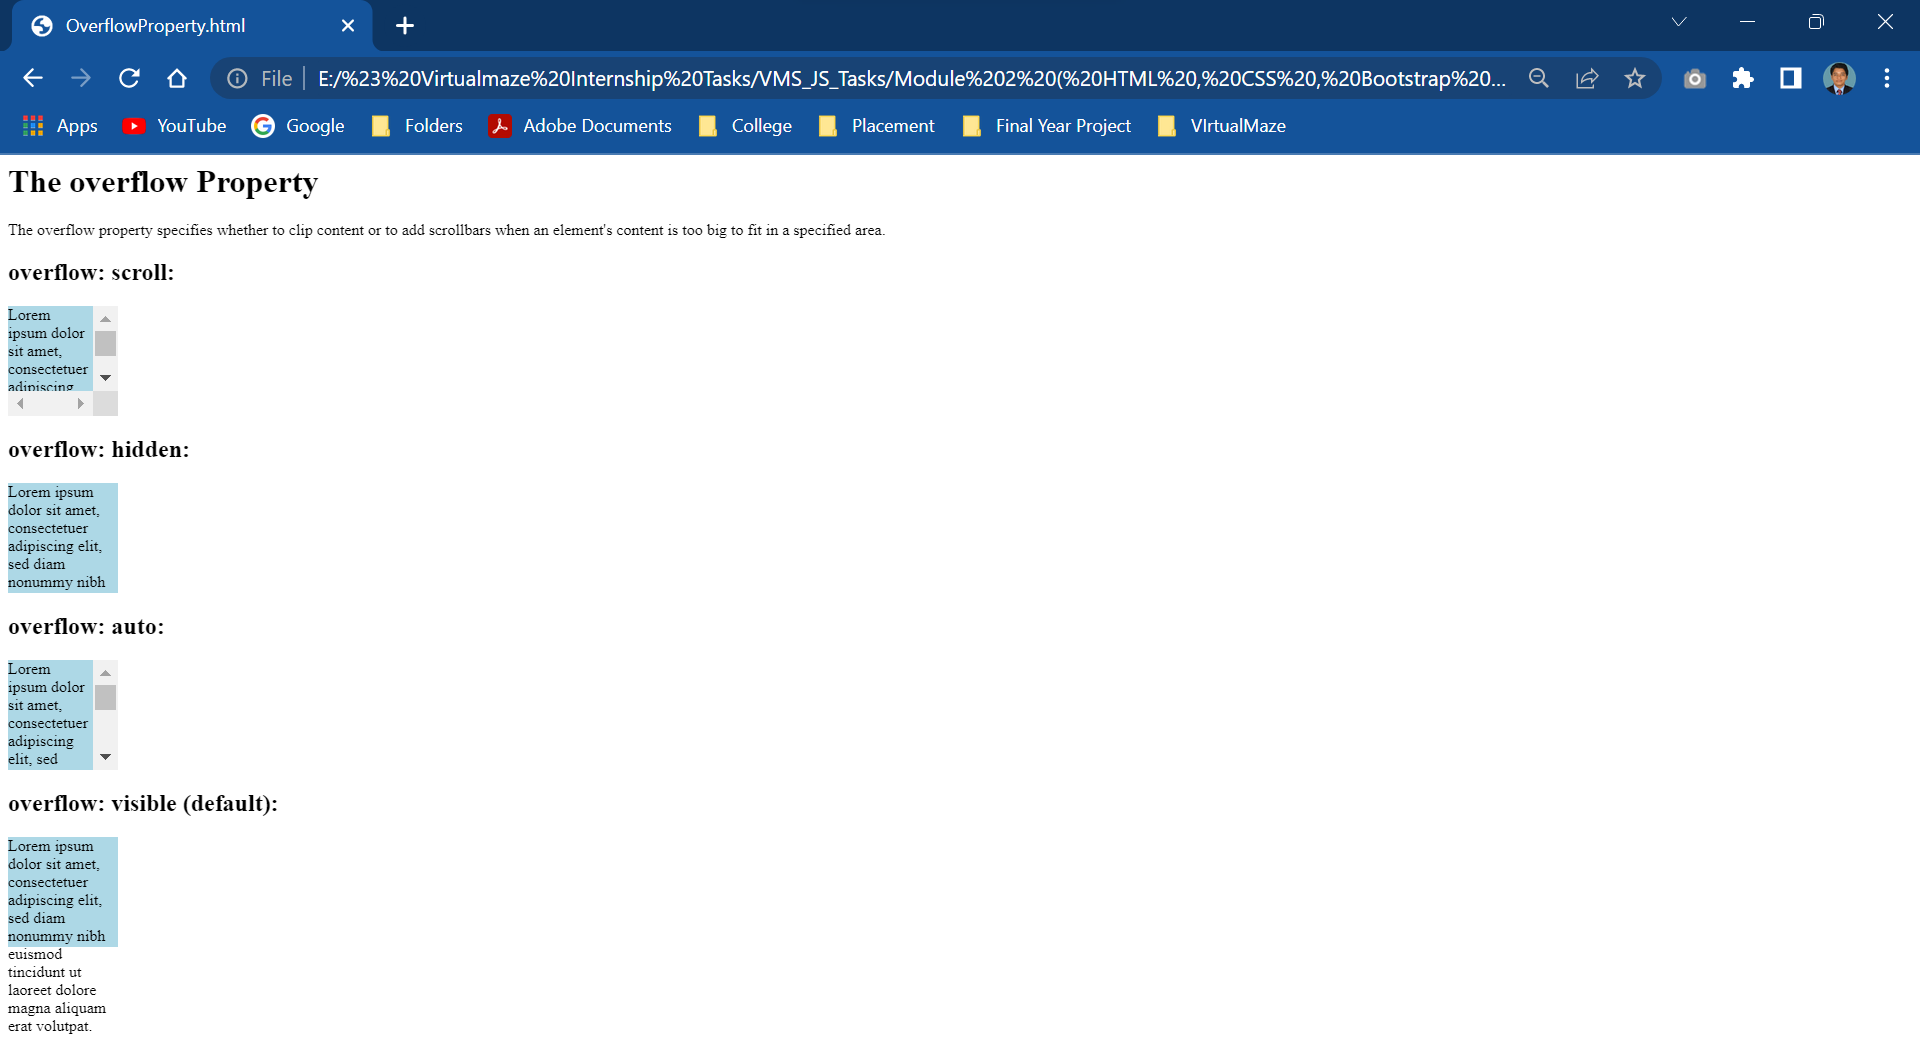 OverflowProperty.html
File
E:/%23%20Virtualmaze%20Internship%20Tasks/VMS_JS_Tasks/Module%202%20(%20HTML%20,%20CSS%20,%20Bootstrap%20...
Apps YouTube Google Folders Adobe Documents College Placement Final Year Project VIrtualMaze
The overflow Property
The overflow property specifies whether to clip content or to add scrollbars when an element's content is too big to fit in a specified area.
overflow: scroll:
Lorem
ipsum dolor
sit amet,
consectetuer
adipiscing
overflow: hidden:
Lorem ipsum
dolor sit amet,
consectetuer
adipiscing elit,
sed diam
nonummy nibh
overflow: auto:
Lorem
ipsum dolor
sit amet,
consectetuer
adipiscing
elit, sed
overflow: visible (default):
Lorem ipsum
dolor sit amet,
consectetuer
adipiscing elit,
sed diam
nonummy nibh
euismod
tincidunt ut
laoreet dolore
magna aliquam
erat volutpat.